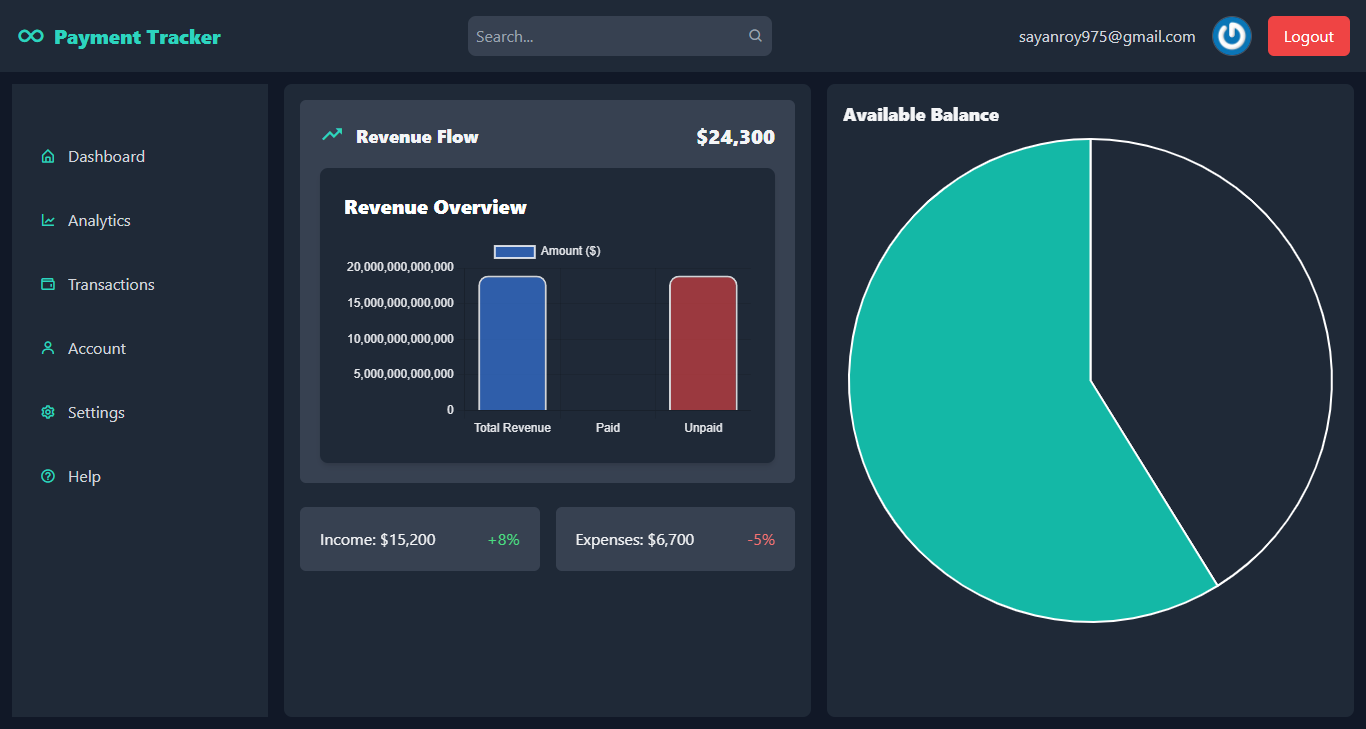 Payment Tracker
Search...
sayanroy975@gmail.com
Logout
Dashboard
Analytics
Transactions
Account
Settings
Help
Revenue Flow
$24,300
Revenue Overview
Amount ($)
20,000,000,000,000
15,000,000,000,000
10,000,000,000,000
5,000,000,000,000
0
Total Revenue Paid Unpaid
Income: $15,200 +8%
Expenses: $6,700 -5%
Available Balance